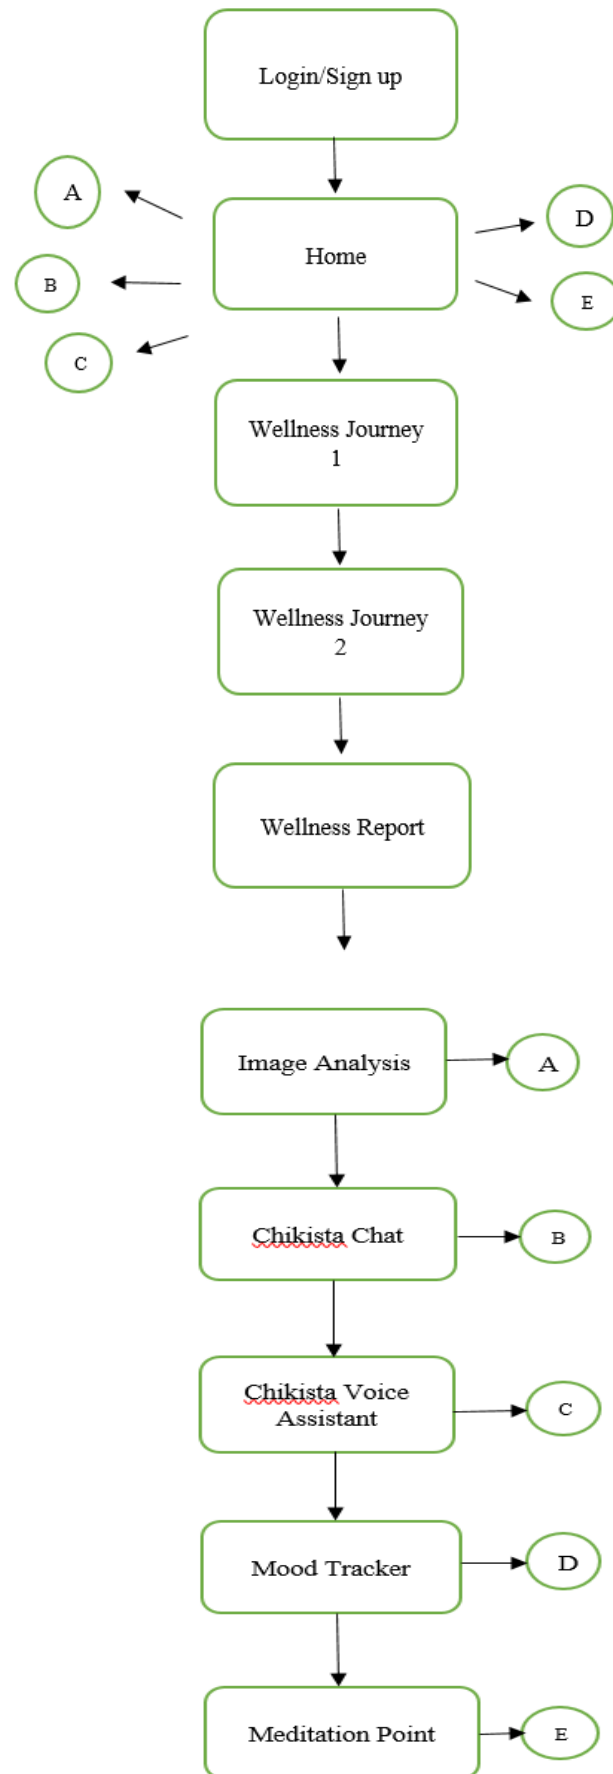 Login/Sign up
A
D
Home
B
E
C
Wellness Journey
1
Wellness Journey
2
Wellness Report
Image Analysis
A
Chikista Chat
B
Chikista Voice
Assistant
C
Mood Tracker
D
Meditation Point
E